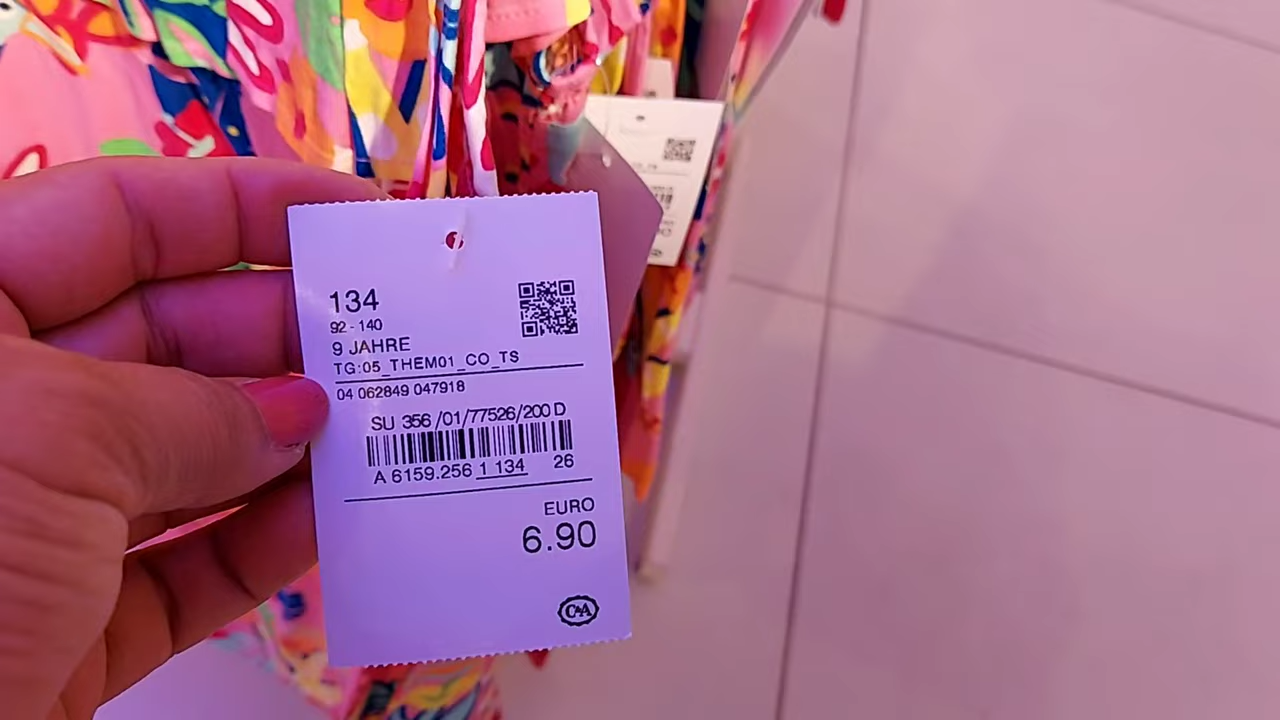 134
92 - 140
9 JAHRE
TG:05_THEM01_CO_TS
04 062849 047918
SU 356 /01/77526/200 D
A 6159.256 1 134 26
EURO
6.90
C&A